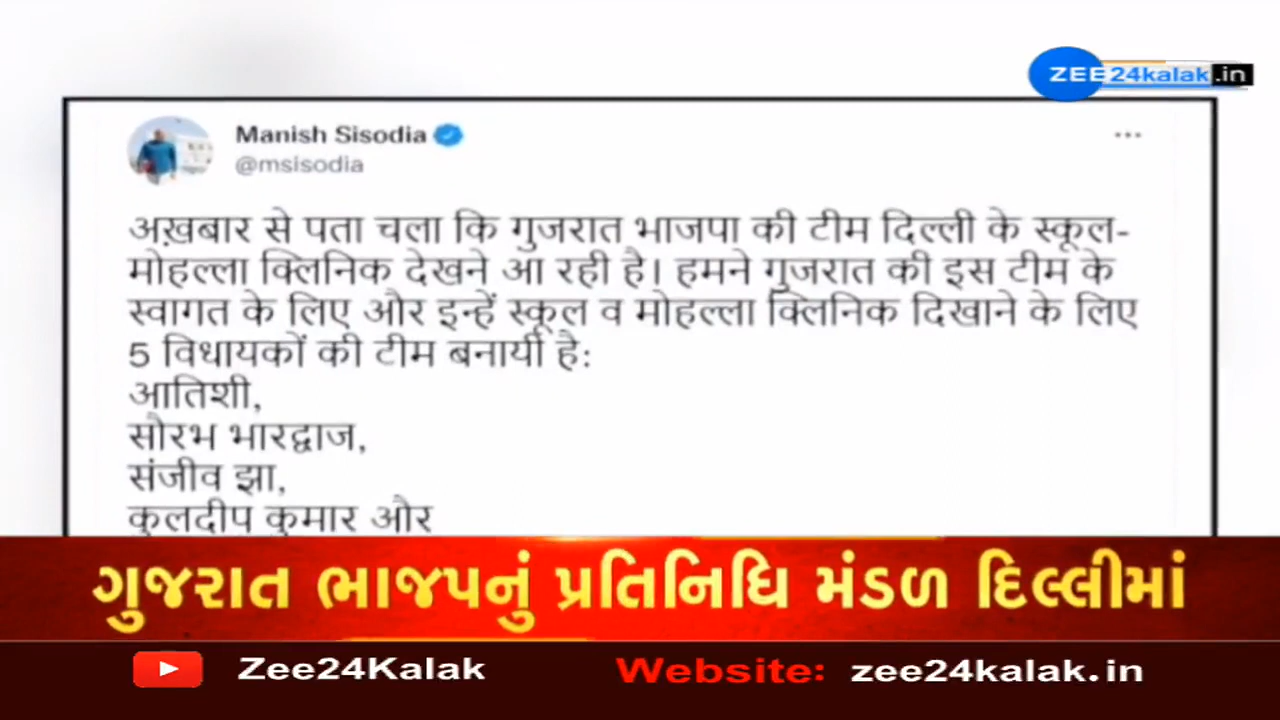 ZEE24kalak.in
Manish Sisodia
@msisodia
अख़बार से पता चला कि गुजरात भाजपा की टीम दिल्ली के स्कूल-
मोहल्ला क्लिनिक देखने आ रही है। हमने गुजरात की इस टीम के
स्वागत के लिए और इन्हें स्कूल व मोहल्ला क्लिनिक दिखाने के लिए
5 विधायकों की टीम बनायी है:
आतिशी,
सौरभ भारद्वाज,
संजीव झा,
कुलदीप कुमार और
ગુજરાત ભાજપનું પ્રતિનિધિ મંડળ દિલ્લીમાં
Zee24Kalak Website: zee24kalak.in